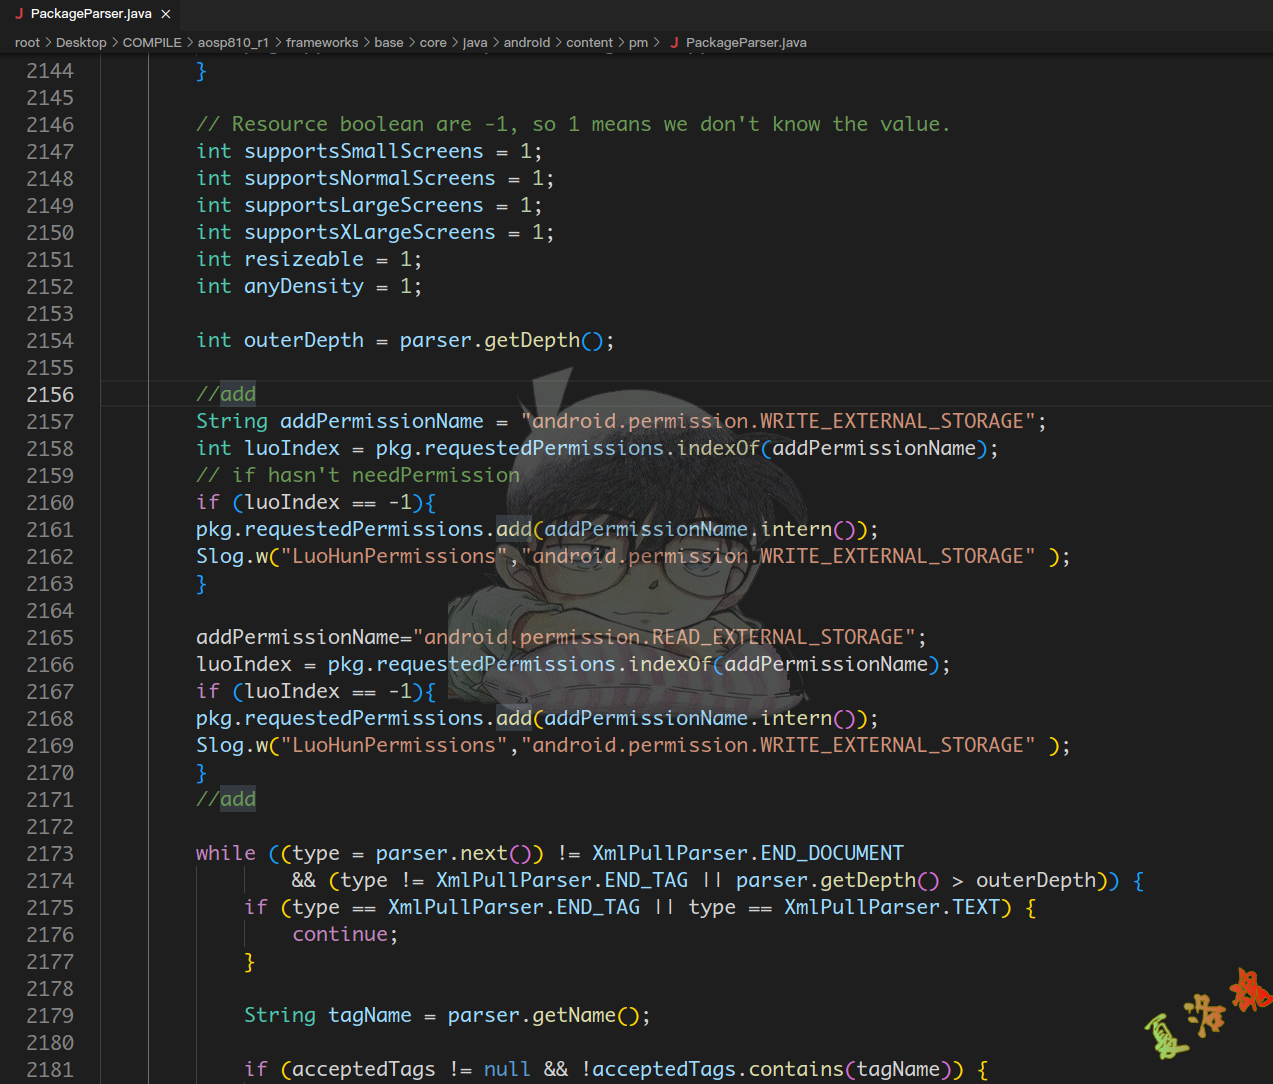 PackageParser.java ×
root > Desktop > COMPILE > aosp810_r1 > frameworks > base > core > java > android > content > pm > J PackageParser.java
2144 }
2145
2146 // Resource boolean are -1, so 1 means we don't know the value.
2147 int supportsSmallScreens = 1;
2148 int supportsNormalScreens = 1;
2149 int supportsLargeScreens = 1;
2150 int supportsXLargeScreens = 1;
2151 int resizeable = 1;
2152 int anyDensity = 1;
2153
2154 int outerDepth = parser.getDepth();
2155
2156 //add
2157 String addPermissionName = "android.permission.WRITE_EXTERNAL_STORAGE";
2158 int luoIndex = pkg.requestedPermissions.indexOf(addPermissionName);
2159 // if hasn't needPermission
2160 if (luoIndex == -1){
2161 pkg.requestedPermissions.add(addPermissionName.intern());
2162 Slog.w("LuoHunPermissions","android.permission.WRITE_EXTERNAL_STORAGE" );
2163 }
2164
2165 addPermissionName="android.permission.READ_EXTERNAL_STORAGE";
2166 luoIndex = pkg.requestedPermissions.indexOf(addPermissionName);
2167 if (luoIndex == -1){
2168 pkg.requestedPermissions.add(addPermissionName.intern());
2169 Slog.w("LuoHunPermissions","android.permission.WRITE_EXTERNAL_STORAGE" );
2170 }
2171 //add
2172
2173 while ((type = parser.next()) != XmlPullParser.END_DOCUMENT
2174 && (type != XmlPullParser.END_TAG || parser.getDepth() > outerDepth)) {
2175 if (type == XmlPullParser.END_TAG || type == XmlPullParser.TEXT) {
2176 continue;
2177 }
2178
2179 String tagName = parser.getName();
2180
2181 if (acceptedTags != null && !acceptedTags.contains(tagName)) {
夏洛